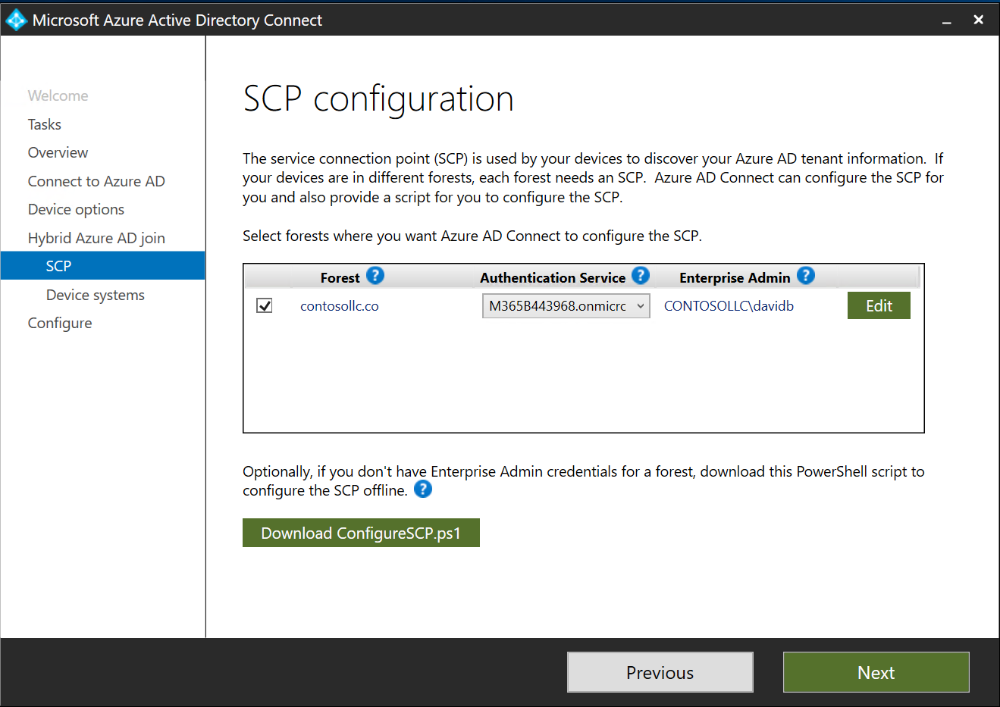 Microsoft Azure Active Directory Connect
Welcome
Tasks
Overview
Connect to Azure AD
Device options
Hybrid Azure AD join
SCP
Device systems
Configure
SCP configuration
The service connection point (SCP) is used by your devices to discover your Azure AD tenant information.  If
your devices are in different forests, each forest needs an SCP.  Azure AD Connect can configure the SCP for
you and also provide a script for you to configure the SCP.
Select forests where you want Azure AD Connect to configure the SCP.
Forest ? Authentication Service ? Enterprise Admin ?
contosollc.co M365B443968.onmicrc CONTOSOLLC\davidb Edit
Optionally, if you don't have Enterprise Admin credentials for a forest, download this PowerShell script to
configure the SCP offline. ?
Download ConfigureSCP.ps1
Previous Next